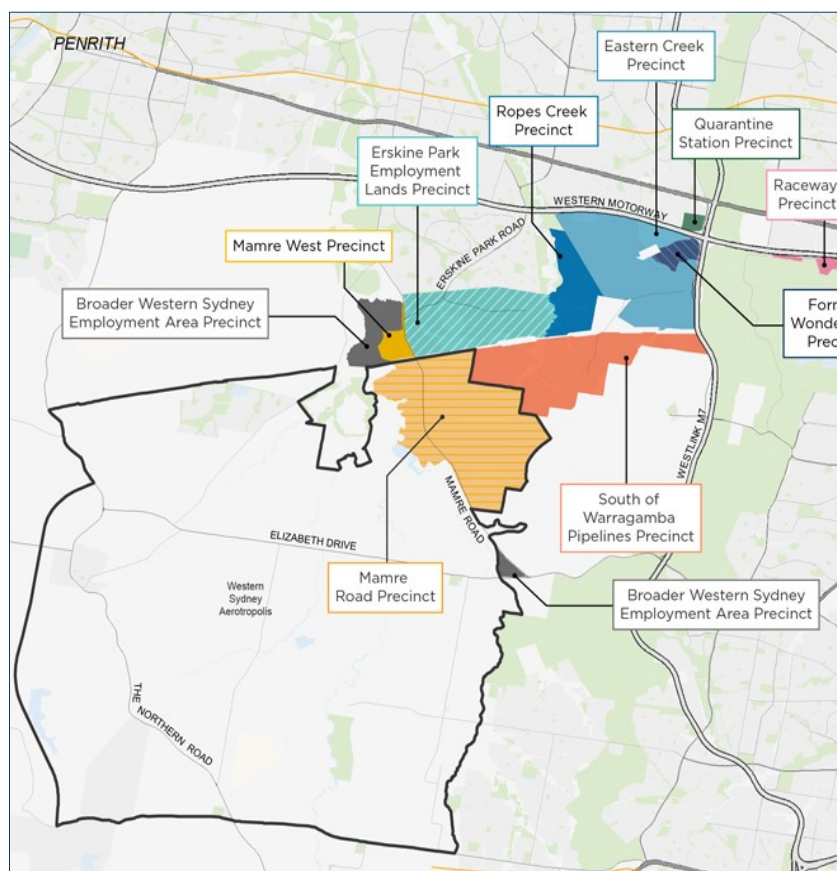 PENRITH
Eastern Creek
Precinct
Ropes Creek
Precinct
Quarantine
Station Precinct
Erskine Park
Employment
Lands Precinct
Raceway
Precinct
WESTERN MOTORWAY
ERSKINE PARK ROAD
Mamre West Precinct
Broader Western Sydney
Employment Area Precinct
Form
Wonde
Prec
WESTLINK M7
South of
Warragamba
Pipelines Precinct
MAMRE ROAD
ELIZABETH DRIVE
Mamre
Road Precinct
Western
Sydney
Aerotropolis
Broader Western Sydney
Employment Area Precinct
THE NORTHERN ROAD